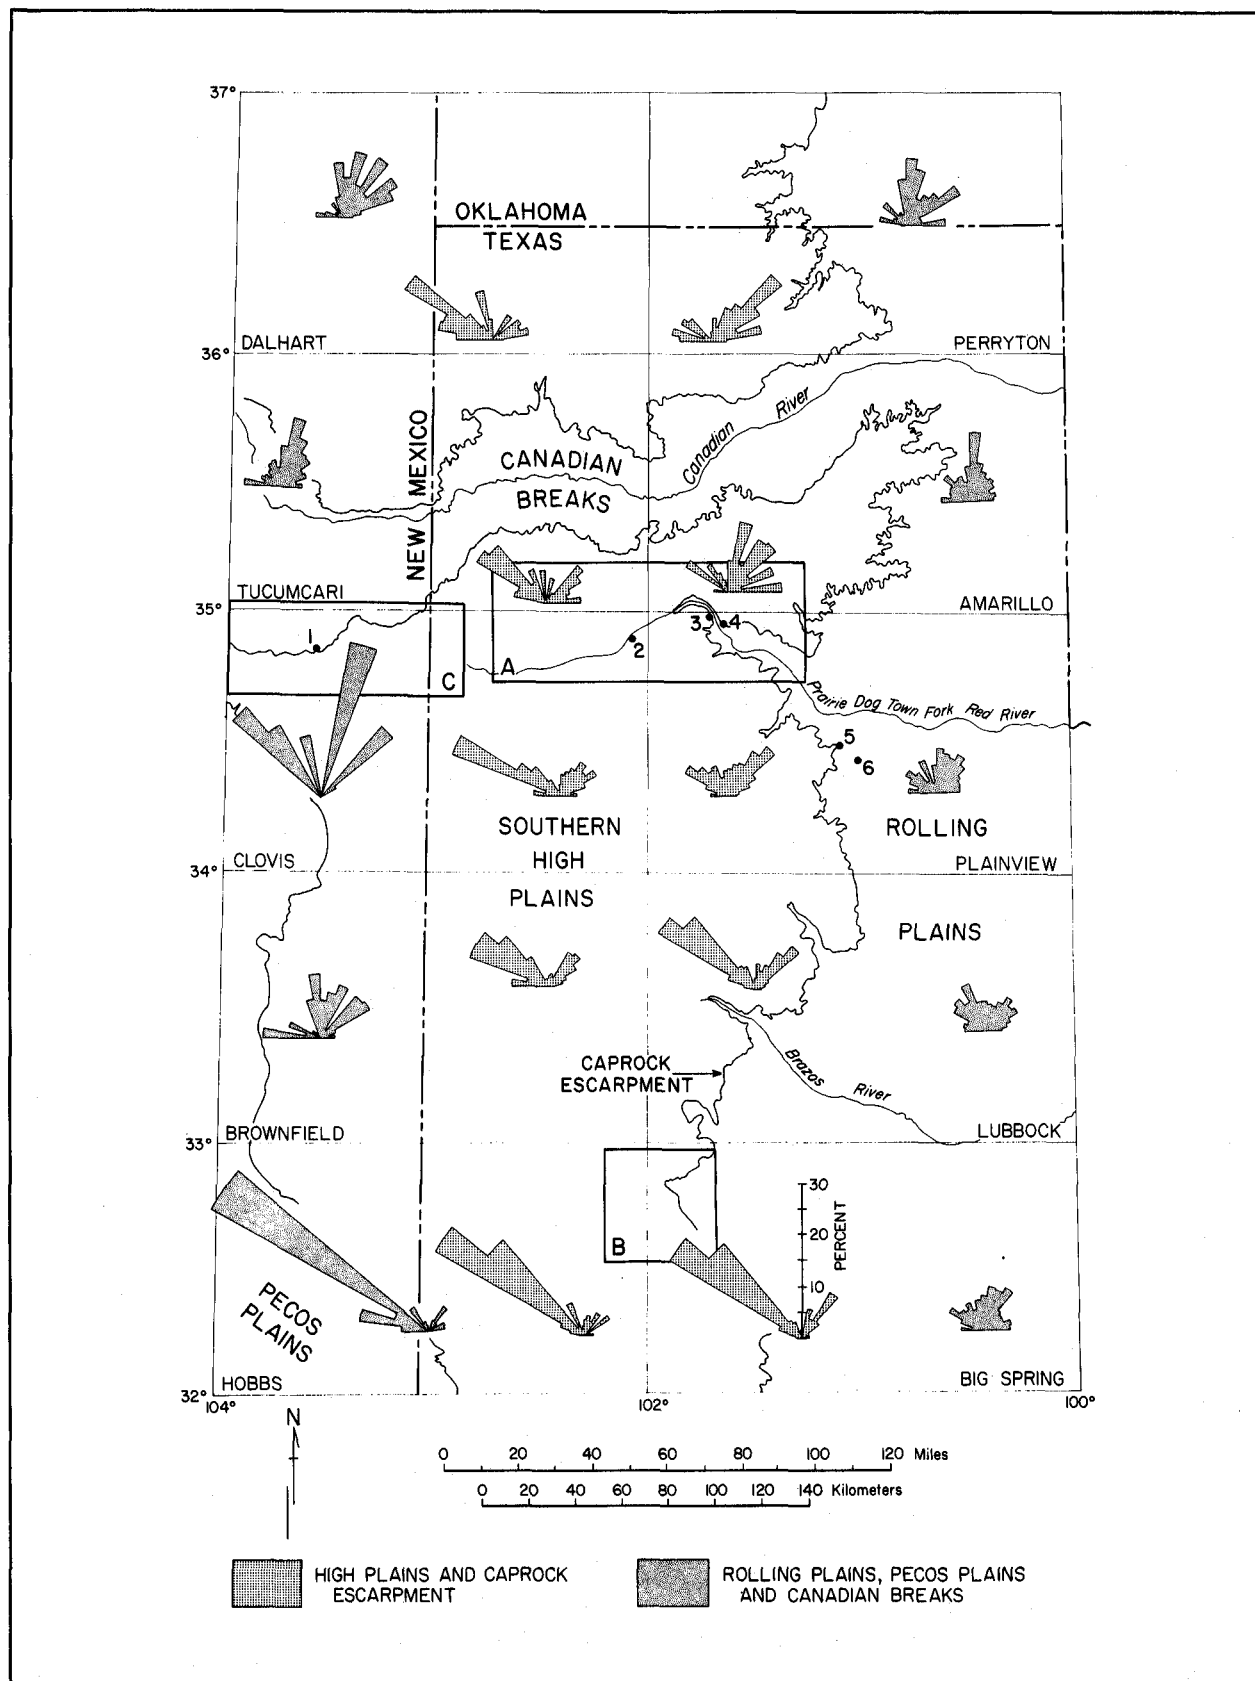 37°
OKLAHOMA
TEXAS
DALHART
PERRYTON
36°
NEW MEXICO
CANADIAN
BREAKS
Canadian River
TUCUMCARI
AMARILLO
35°
1
2
3
4
A
C
Prairie Dog Town Fork Red River
5
6
SOUTHERN
HIGH
PLAINS
ROLLING
PLAINS
CLOVIS
PLAINVIEW
34°
CAPROCK
ESCARPMENT
Brazos River
BROWNFIELD
LUBBOCK
33°
B
30
20
10
PERCENT
PECOS
PLAINS
HOBBS
BIG SPRING
32°
104°
102°
100°
N
0 20 40 60 80 100 120 Miles
0 20 40 60 80 100 120 140 Kilometers
HIGH PLAINS AND CAPROCK
ESCARPMENT
ROLLING PLAINS, PECOS PLAINS
AND CANADIAN BREAKS